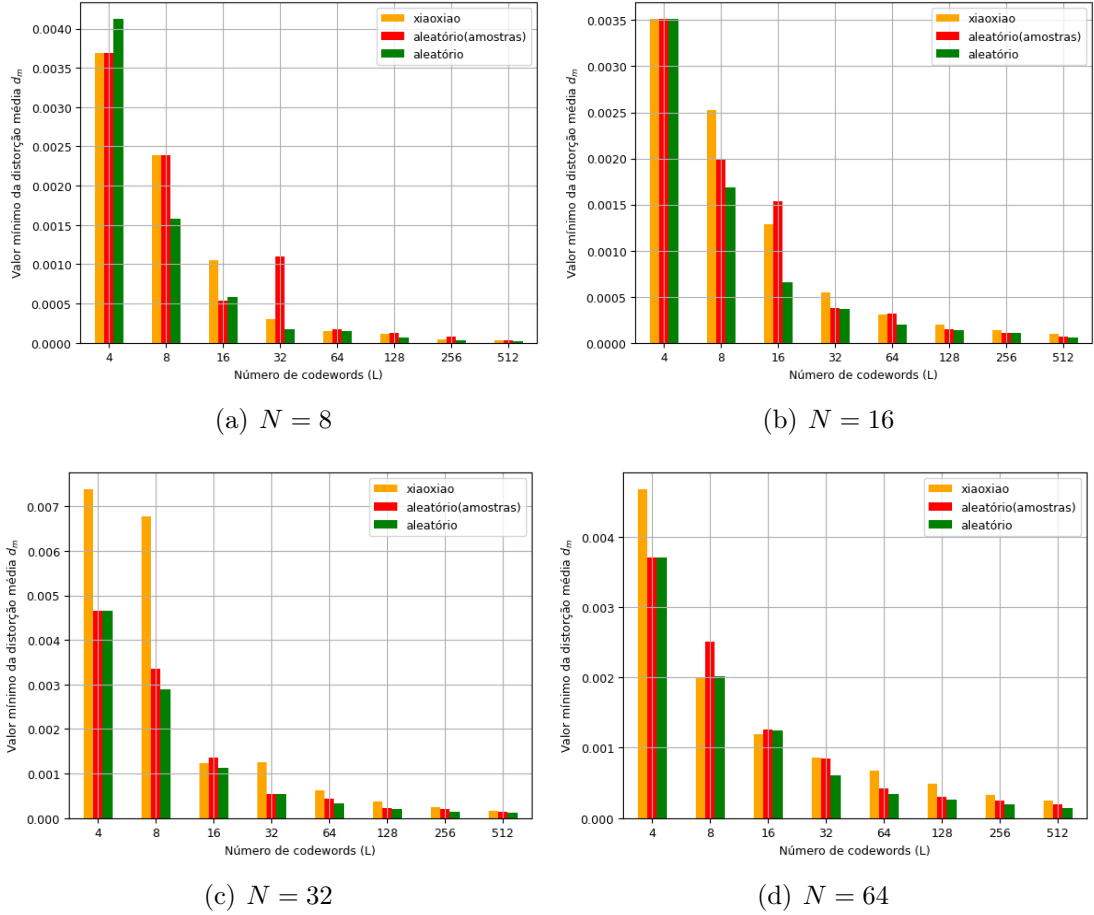 xiaoxiao
aleatório(amostras)
aleatório
Valor mínimo da distorção média d_m
0.0040
0.0035
0.0030
0.0025
0.0020
0.0015
0.0010
0.0005
0.0000
4 8 16 32 64 128 256 512
Número de codewords (L)
(a) N = 8
xiaoxiao
aleatório(amostras)
aleatório
Valor mínimo da distorção média d_m
0.0035
0.0030
0.0025
0.0020
0.0015
0.0010
0.0005
0.0000
4 8 16 32 64 128 256 512
Número de codewords (L)
(b) N = 16
xiaoxiao
aleatório(amostras)
aleatório
Valor mínimo da distorção média d_m
0.007
0.006
0.005
0.004
0.003
0.002
0.001
0.000
4 8 16 32 64 128 256 512
Número de codewords (L)
(c) N = 32
xiaoxiao
aleatório(amostras)
aleatório
Valor mínimo da distorção média d_m
0.004
0.003
0.002
0.001
0.000
4 8 16 32 64 128 256 512
Número de codewords (L)
(d) N = 64